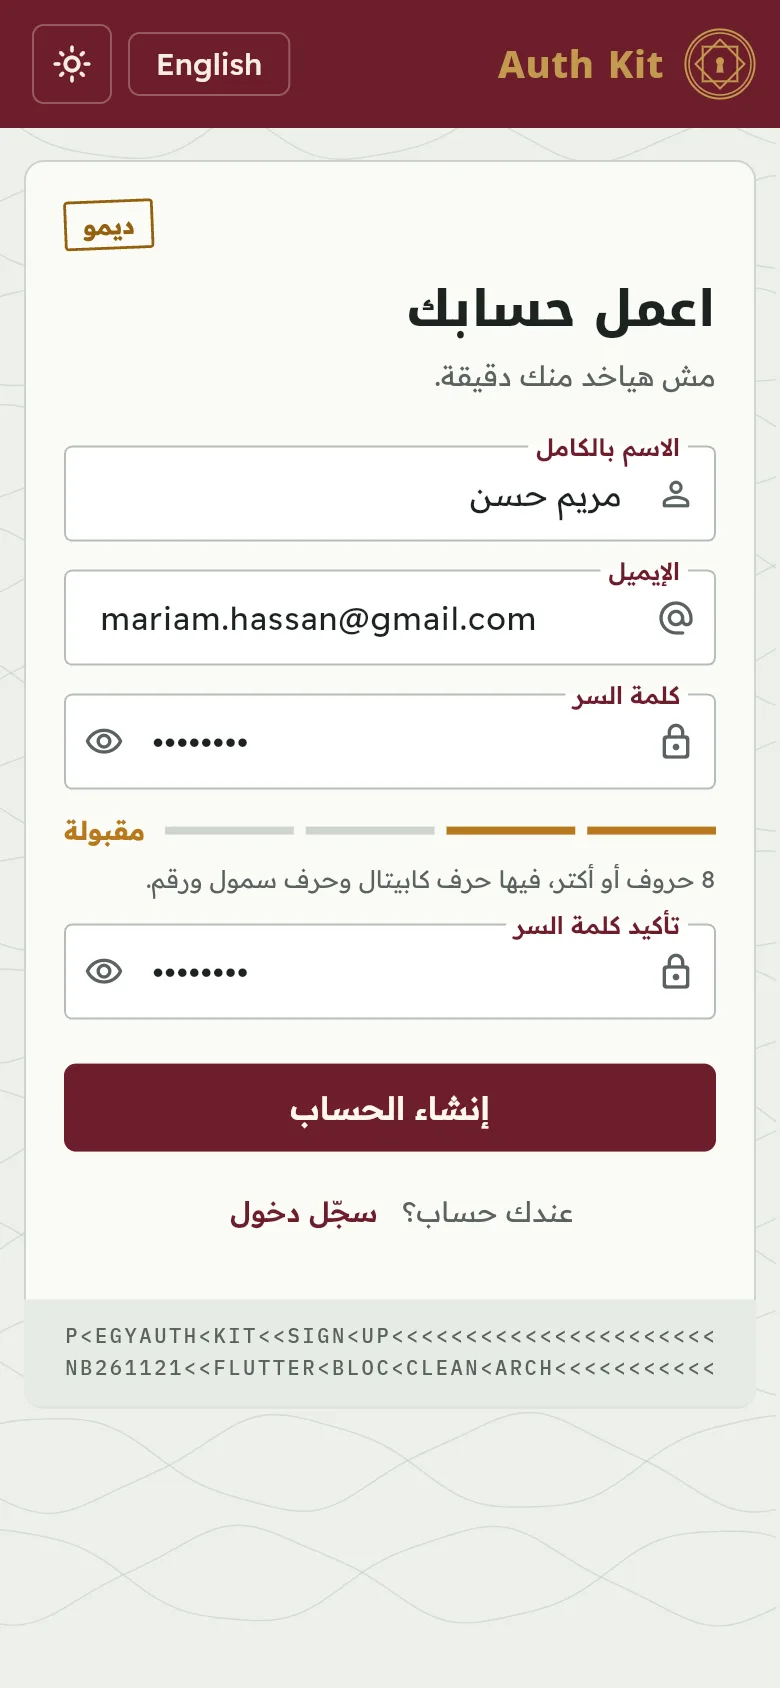 Auth Kit
English
ديمو
اعمل حسابك
مش هياخد منك دقيقة.
الاسم بالكامل
مريم حسن
الإيميل
mariam.hassan@gmail.com
كلمة السر
••••••••
مقبولة
8 حروف أو أكتر، فيها حرف كابيتال وحرف سمول ورقم.
تأكيد كلمة السر
••••••••
إنشاء الحساب
عندك حساب؟ سجّل دخول
P<EGYAUTH<KIT<<SIGN<UP<<<<<<<<<<<<<<<<<<<<<<
NB261121<<FLUTTER<BLOC<CLEAN<ARCH<<<<<<<<<<<